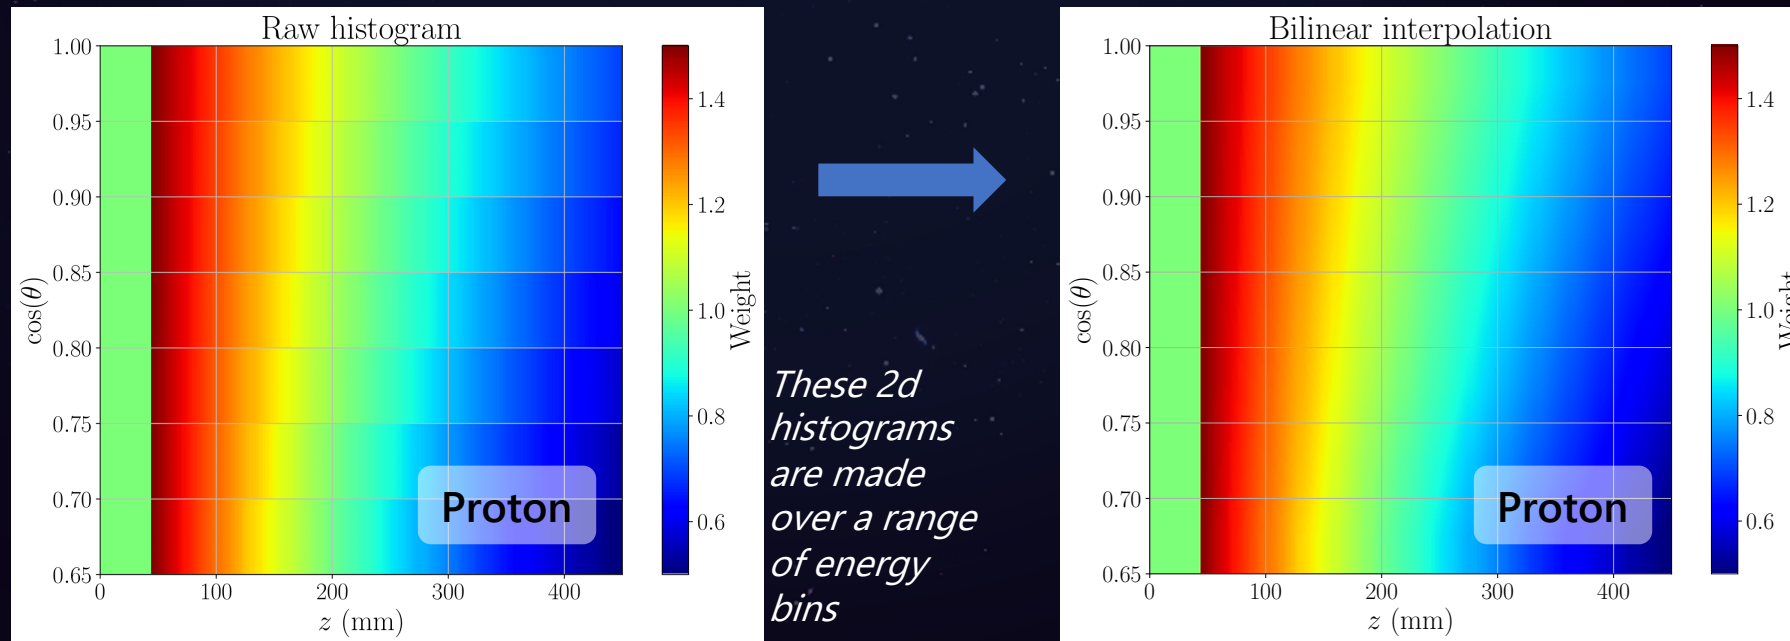 Raw histogram
1.00
0.95
0.90
0.85
0.80
0.75
0.70
0.65
cos(θ)
0
100
200
300
400
z (mm)
Proton
1.4
1.2
1.0
0.8
0.6
Weight
These 2d
histograms
are made
over a range
of energy
bins
Bilinear interpolation
1.00
0.95
0.90
0.85
0.80
0.75
0.70
0.65
cos(θ)
0
100
200
300
400
z (mm)
Proton
1.4
1.2
1.0
0.8
0.6
Weight